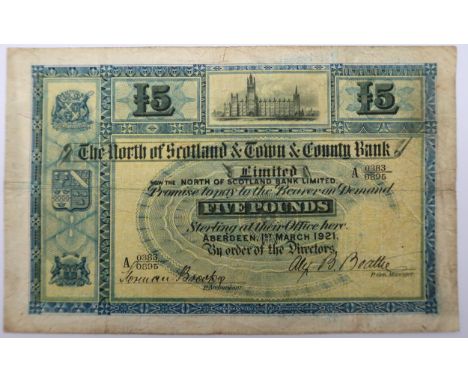 £5
£5
The North of Scotland & Town & County Bank
Limited
NOW THE NORTH OF SCOTLAND BANK LIMITED
A 0383/0895
Promise to pay to the Bearer on Demand
FIVE POUNDS
Sterling at their Office here.
ABERDEEN, 1ST MARCH 1921.
By order of the Directors,
A 0383/0895